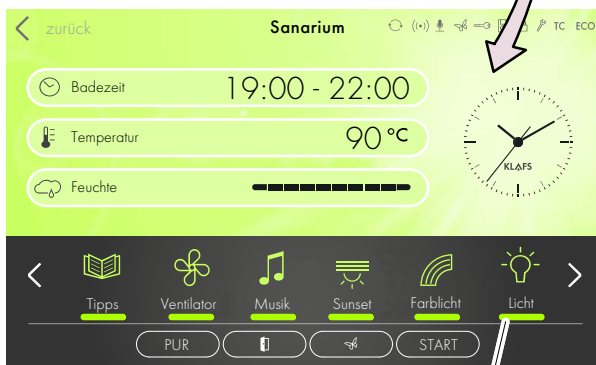 zurück Sanarium TC ECO
Badezeit 19:00 - 22:00
Temperatur 90 °C
KLAFS
Feuchte
Tipps Ventilator Musik Sunset Farblicht Licht
PUR START